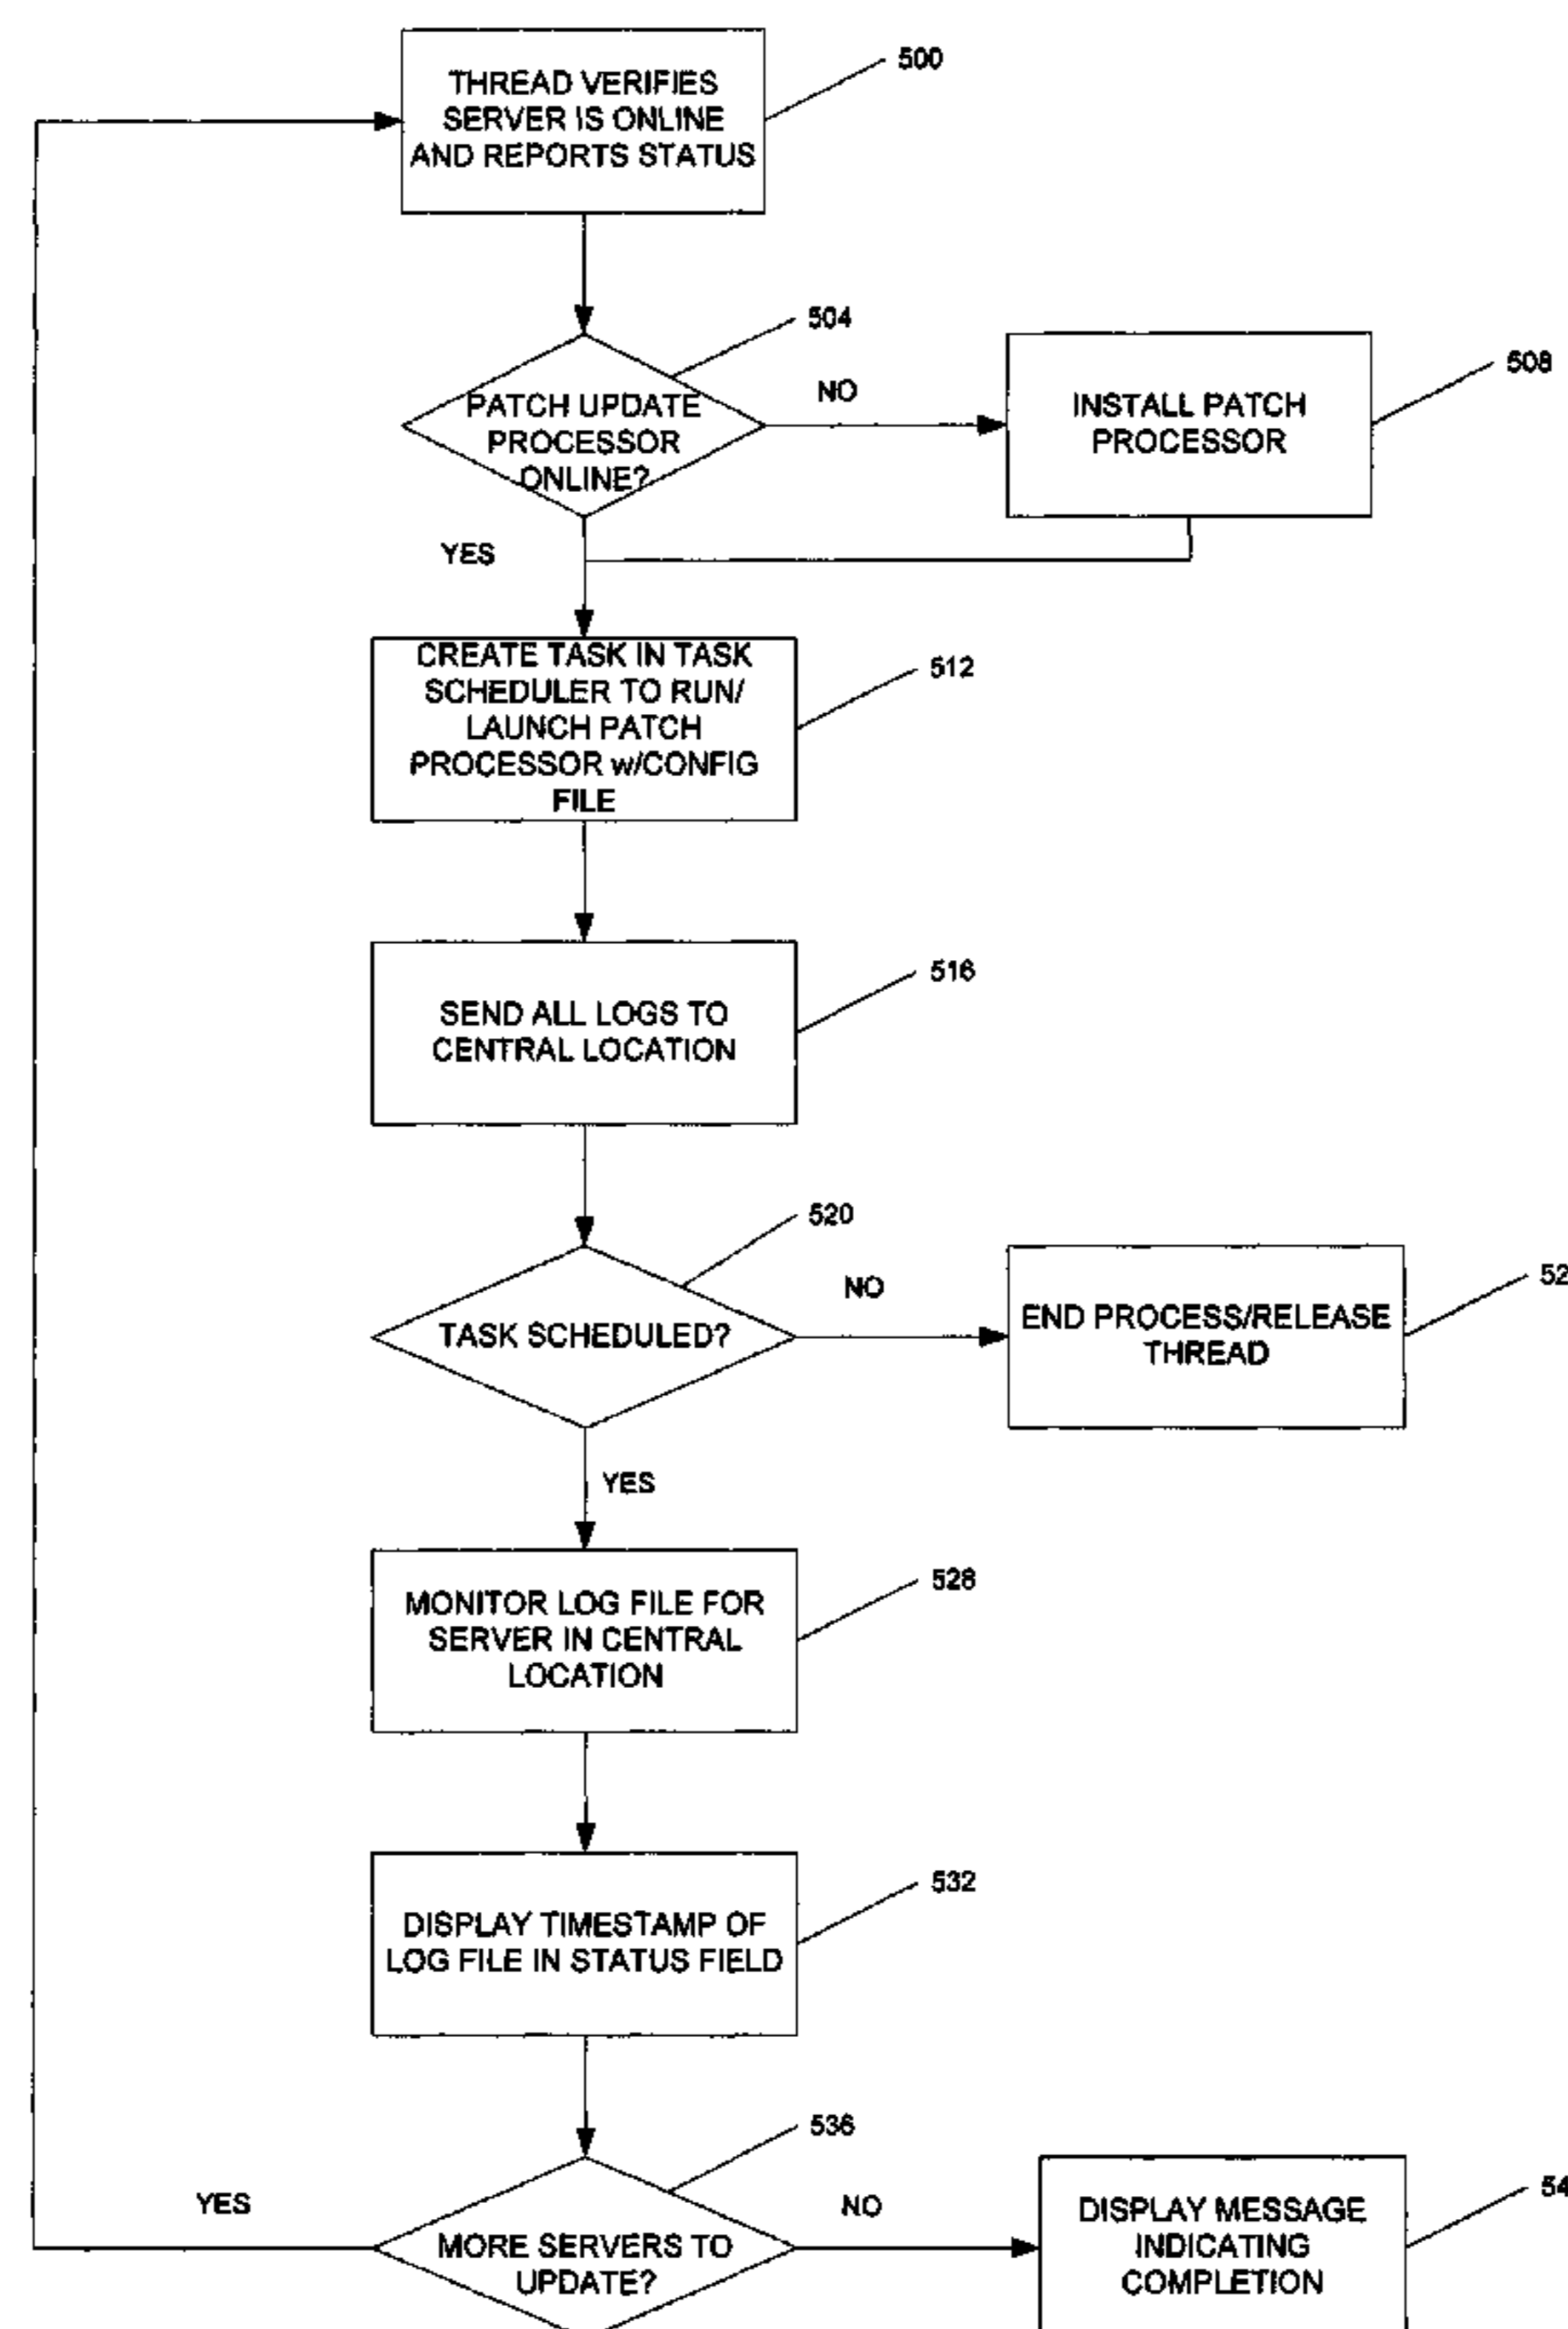 500
THREAD VERIFIES
SERVER IS ONLINE
AND REPORTS STATUS
504
PATCH UPDATE
PROCESSOR
ONLINE?
NO
508
INSTALL PATCH
PROCESSOR
YES
512
CREATE TASK IN TASK
SCHEDULER TO RUN/
LAUNCH PATCH
PROCESSOR w/CONFIG
FILE
516
SEND ALL LOGS TO
CENTRAL LOCATION
520
TASK SCHEDULED?
NO
52
END PROCESS/RELEASE
THREAD
YES
528
MONITOR LOG FILE FOR
SERVER IN CENTRAL
LOCATION
532
DISPLAY TIMESTAMP OF
LOG FILE IN STATUS FIELD
536
MORE SERVERS TO
UPDATE?
YES
NO
54
DISPLAY MESSAGE
INDICATING
COMPLETION